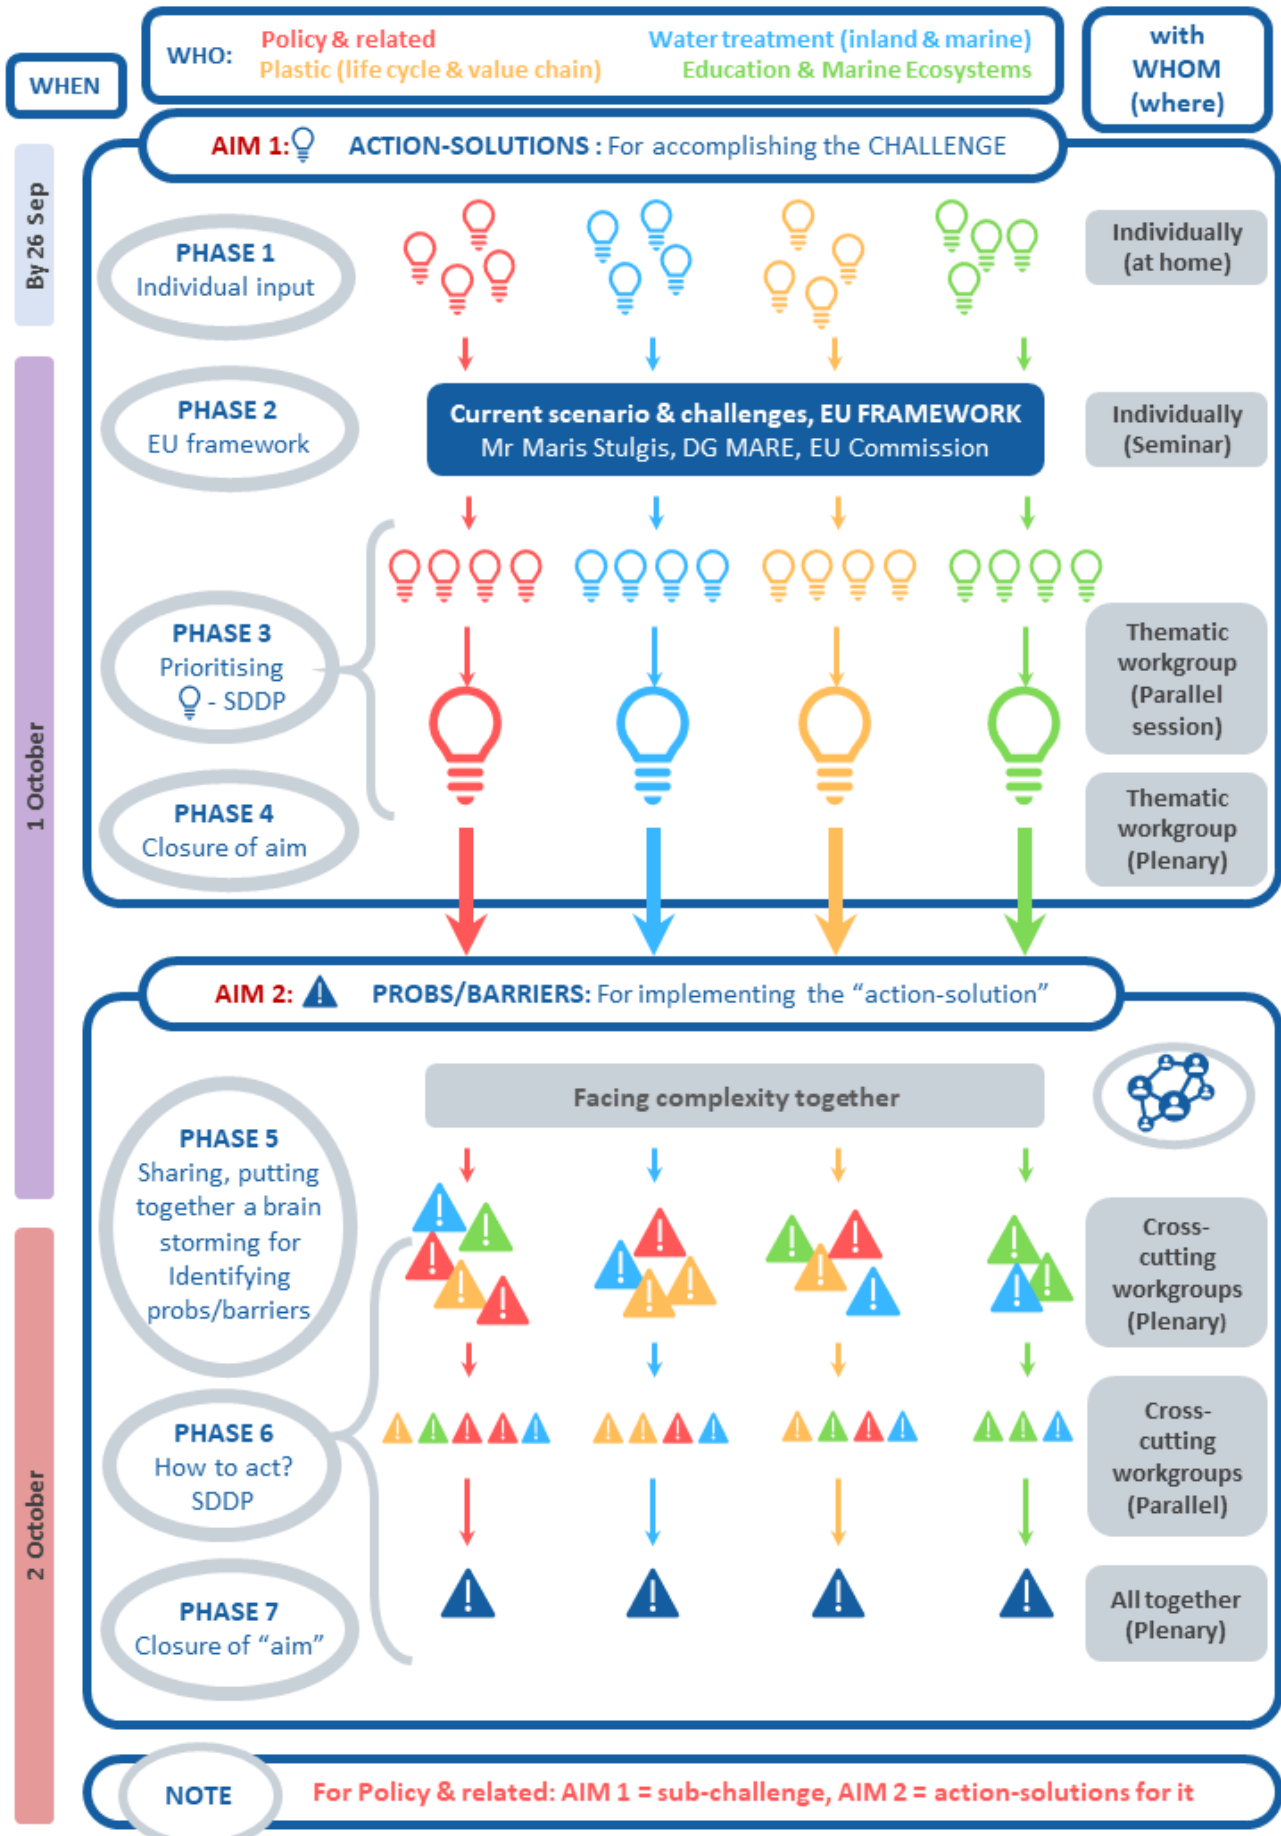 WHEN
WHO:
Policy & related
Plastic (life cycle & value chain)
Water treatment (inland & marine)
Education & Marine Ecosystems
with
WHOM
(where)
AIM 1: ACTION-SOLUTIONS : For accomplishing the CHALLENGE
By 26 Sep
PHASE 1
Individual input
Individually
(at home)
1 October
PHASE 2
EU framework
Current scenario & challenges, EU FRAMEWORK
Mr Maris Stulgis, DG MARE, EU Commission
Individually
(Seminar)
PHASE 3
Prioritising
- SDDP
Thematic
workgroup
(Parallel
session)
PHASE 4
Closure of aim
Thematic
workgroup
(Plenary)
AIM 2: PROBS/BARRIERS: For implementing the “action-solution”
Facing complexity together
PHASE 5
Sharing, putting
together a brain
storming for
Identifying
probs/barriers
Cross-
cutting
workgroups
(Plenary)
2 October
PHASE 6
How to act?
SDDP
Cross-
cutting
workgroups
(Parallel)
PHASE 7
Closure of “aim”
All together
(Plenary)
NOTE
For Policy & related: AIM 1 = sub-challenge, AIM 2 = action-solutions for it